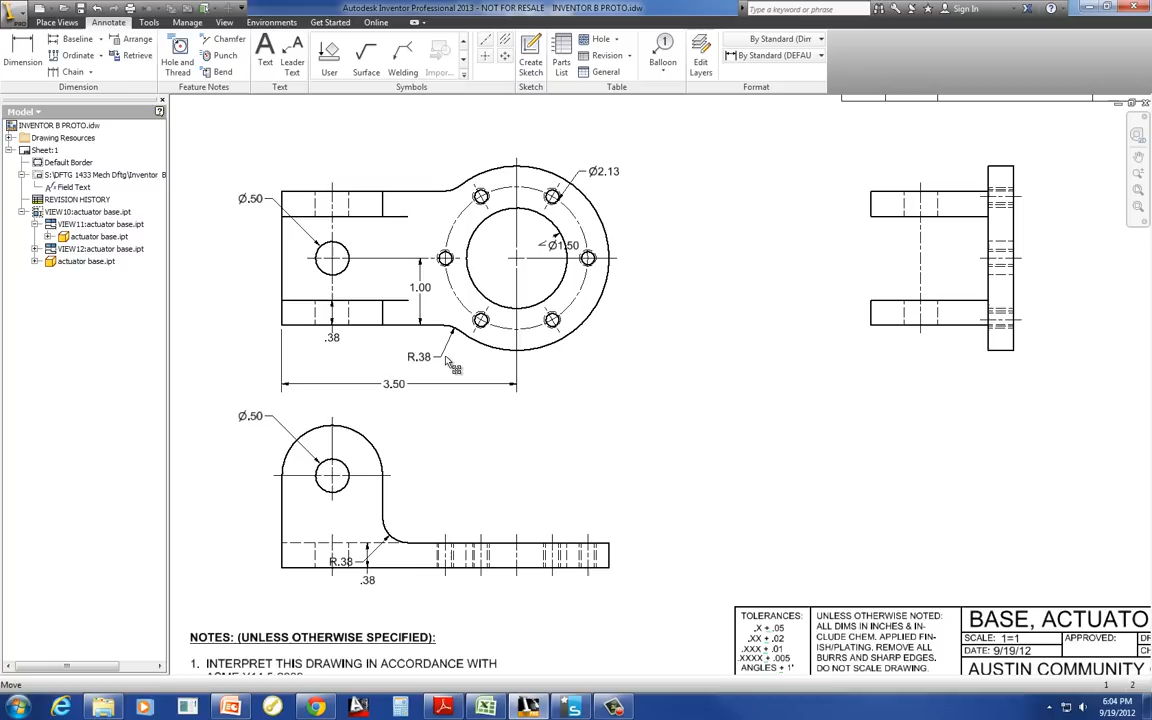 Autodesk Inventor Professional 2013 - NOT FOR RESALE INVENTOR B PROTO.idw
Type a keyword or phrase
Sign In
PRO
Place Views Annotate Tools Manage View Environments Get Started Online
Dimension
Baseline
Ordinate
Chain
Arrange
Retrieve
Dimension
Hole and
Thread
Chamfer
Punch
Bend
Feature Notes
Text
Leader
Text
Text
User
Surface
Welding
Impor...
Symbols
Create
Sketch
Sketch
Parts
List
Hole
Revision
General
Table
Balloon
Edit
Layers
By Standard (Dim
By Standard (DEFAU
Format
Model
INVENTOR B PROTO.idw
Drawing Resources
Sheet:1
Default Border
S:\DFTG 1433 Mech Dftg\Inventor B
Field Text
REVISION HISTORY
VIEW10:actuator base.ipt
VIEW11:actuator base.ipt
actuator base.ipt
VIEW12:actuator base.ipt
actuator base.ipt
Ø2.13
Ø.50
Ø1.50
1.00
.38
R.38
3.50
Ø.50
R.38
.38
NOTES: (UNLESS OTHERWISE SPECIFIED):
1. INTERPRET THIS DRAWING IN ACCORDANCE WITH
TOLERANCES:
.X ± .05
.XX ± .02
.XXX ± .01
.XXXX ± .005
ANGLES ± 1°
UNLESS OTHERWISE NOTED:
ALL DIMS IN INCHES & IN-
CLUDE CHEM. APPLIED FIN-
ISH/PLATING. REMOVE ALL
BURRS AND SHARP EDGES.
DO NOT SCALE DRAWING.
BASE, ACTUATO
SCALE: 1=1
APPROVED:
DATE: 9/19/12
AUSTIN COMMUNITY
Move
1 2
6:04 PM
9/19/2012